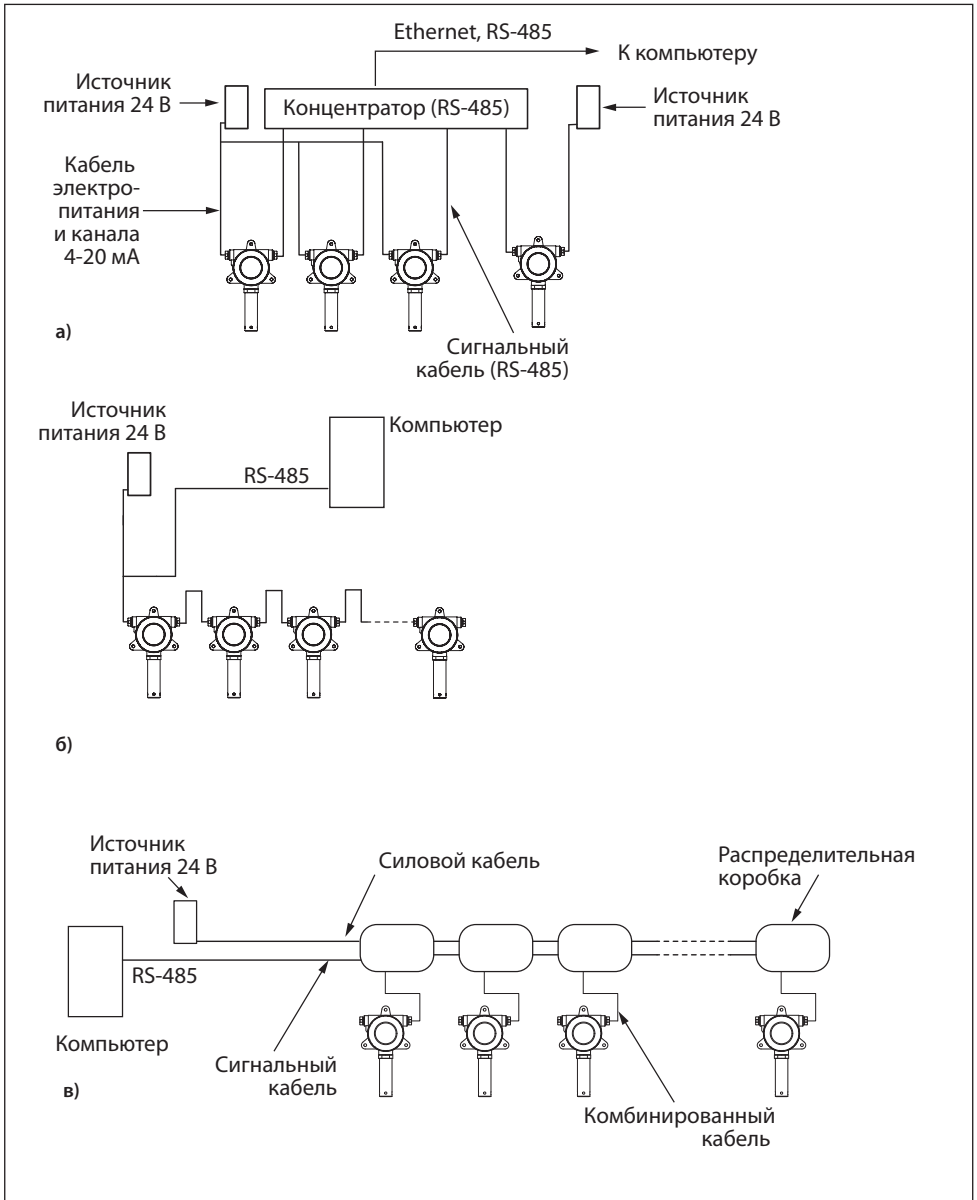 Ethernet, RS-485
К компьютеру
Источник
питания 24 В
Концентратор (RS-485)
Источник
питания 24 В
Кабель
электро-
питания
и канала
4-20 мА
а)
Сигнальный
кабель (RS-485)
Источник
питания 24 В
Компьютер
RS-485
б)
Источник
питания 24 В
Силовой кабель
Распределительная
коробка
RS-485
Компьютер
Сигнальный
кабель
в)
Комбинированный
кабель